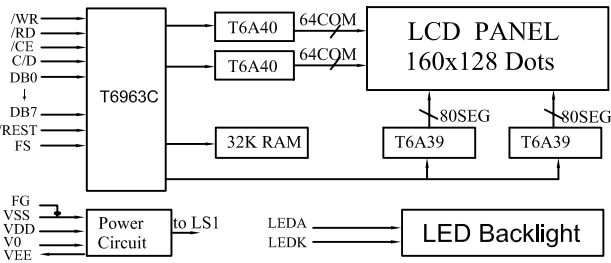 /WR
/RD
/CE
C/D
DB0
DB7
/REST
FS
T6963C
T6A40
64COM
T6A40
64COM
LCD PANEL
160x128 Dots
80SEG
80SEG
T6A39
T6A39
32K RAM
FG
VSS
VDD
V0
VEE
Power
Circuit
to LS1
LEDA
LEDK
LED Backlight